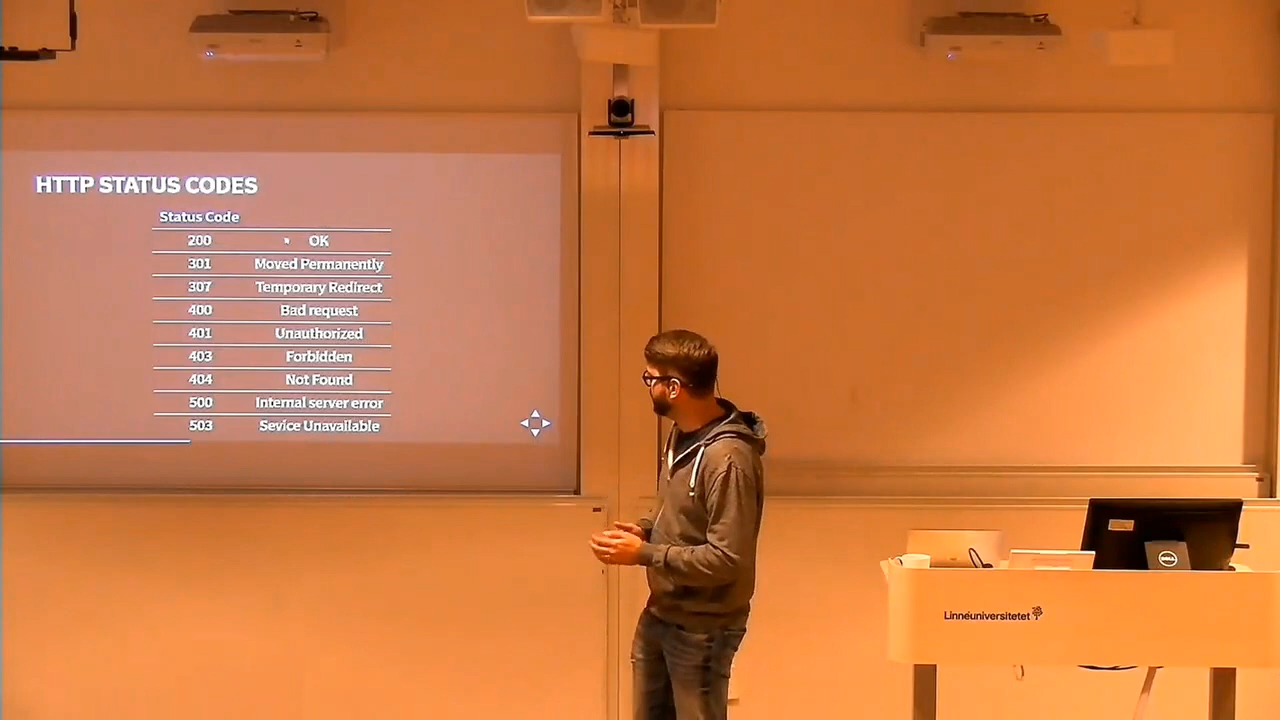 HTTP STATUS CODES
Status Code
200 OK
301 Moved Permanently
307 Temporary Redirect
400 Bad request
401 Unauthorized
403 Forbidden
404 Not Found
500 Internal server error
503 Sevice Unavailable
DELL
Linnéuniversitetet